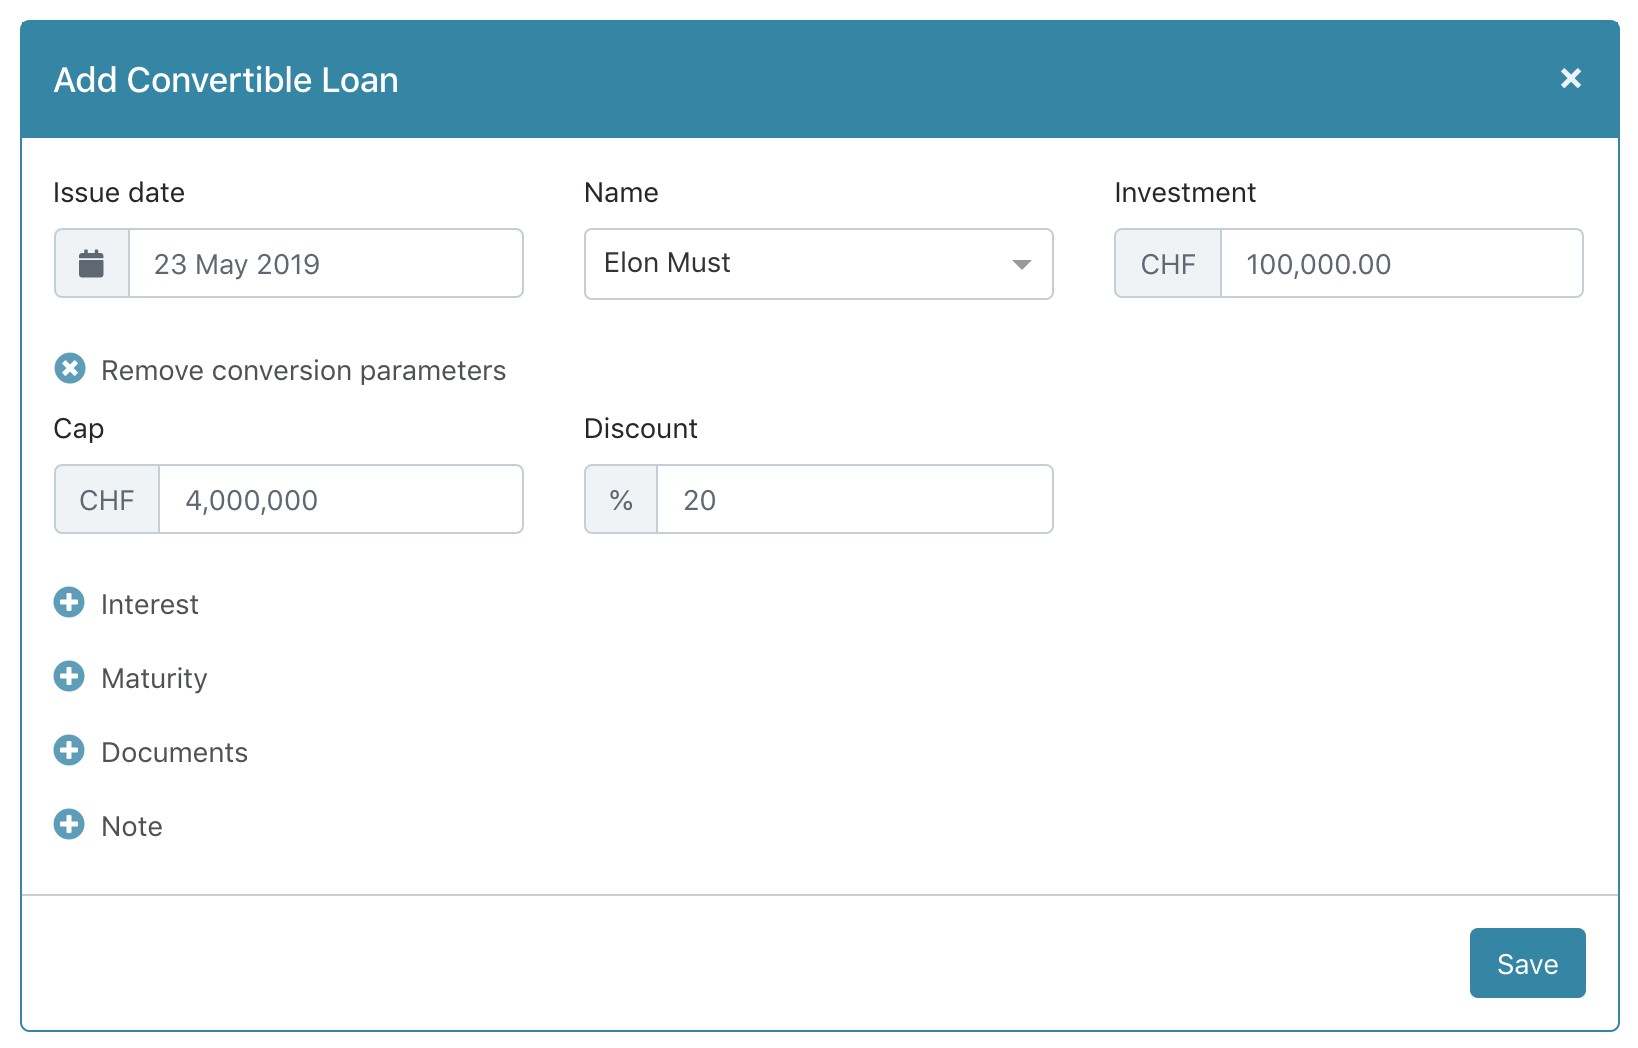 Add Convertible Loan
Issue date
Name
Investment
23 May 2019
Elon Must
CHF 100,000.00
Remove conversion parameters
Cap
Discount
CHF 4,000,000
% 20
Interest
Maturity
Documents
Note
Save